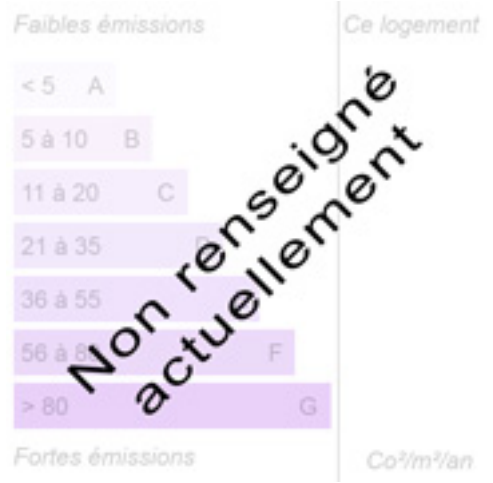 Faibles émissions
Ce logement
< 5 A
5 à 10 B
11 à 20 C
21 à 35
36 à 55
56 à F
> 80 G
Non renseigné
actuellement
Fortes émissions
Co²/m²/an